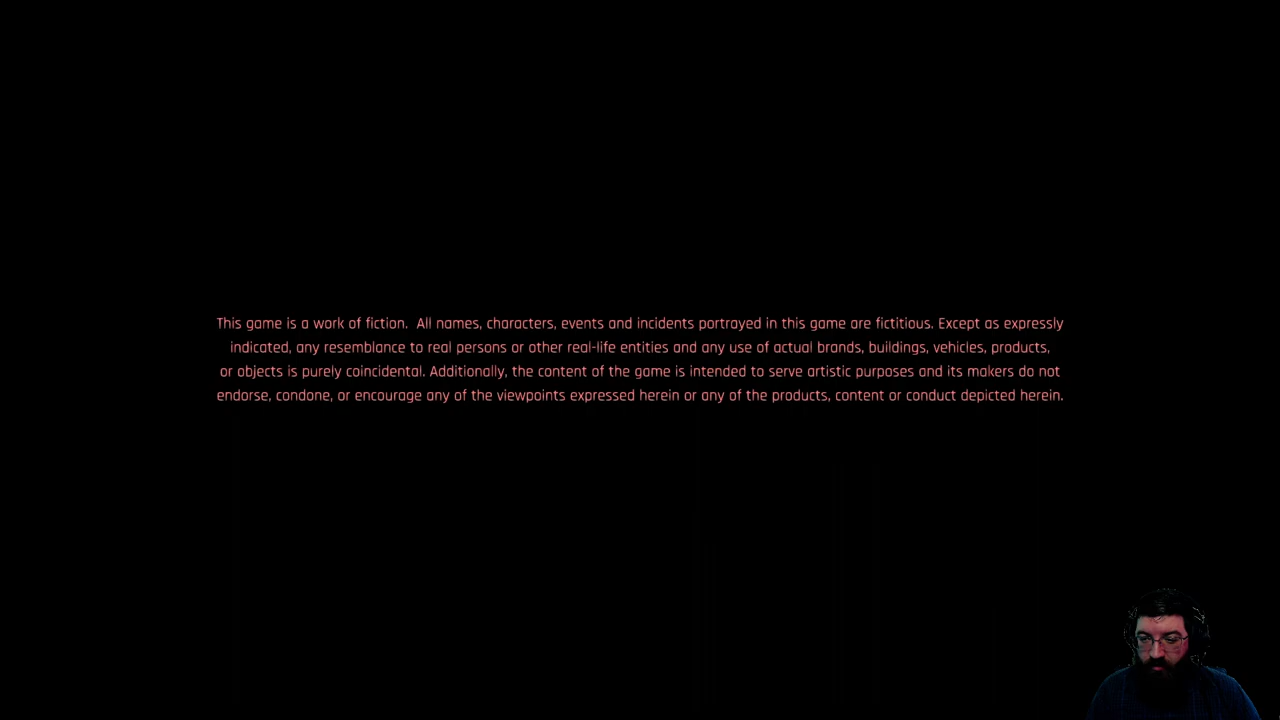 This game is a work of fiction.  All names, characters, events and incidents portrayed in this game are fictitious. Except as expressly
indicated, any resemblance to real persons or other real-life entities and any use of actual brands, buildings, vehicles, products,
or objects is purely coincidental. Additionally, the content of the game is intended to serve artistic purposes and its makers do not
endorse, condone, or encourage any of the viewpoints expressed herein or any of the products, content or conduct depicted herein.